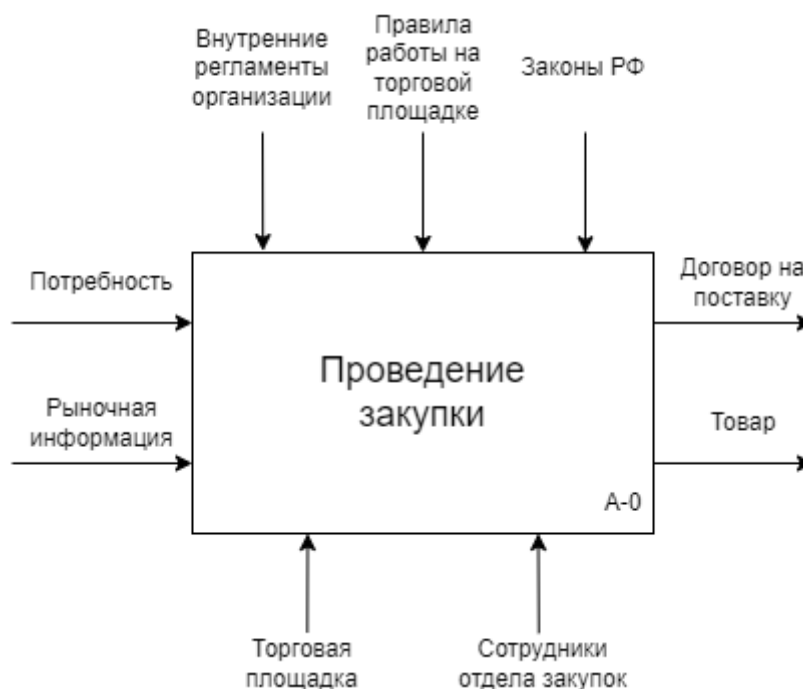 Внутренние
регламенты
организации
Правила
работы на
торговой
площадке
Законы РФ
Потребность
Договор на
поставку
Проведение
закупки
Рыночная
информация
Товар
А-0
Торговая
площадка
Сотрудники
отдела закупок